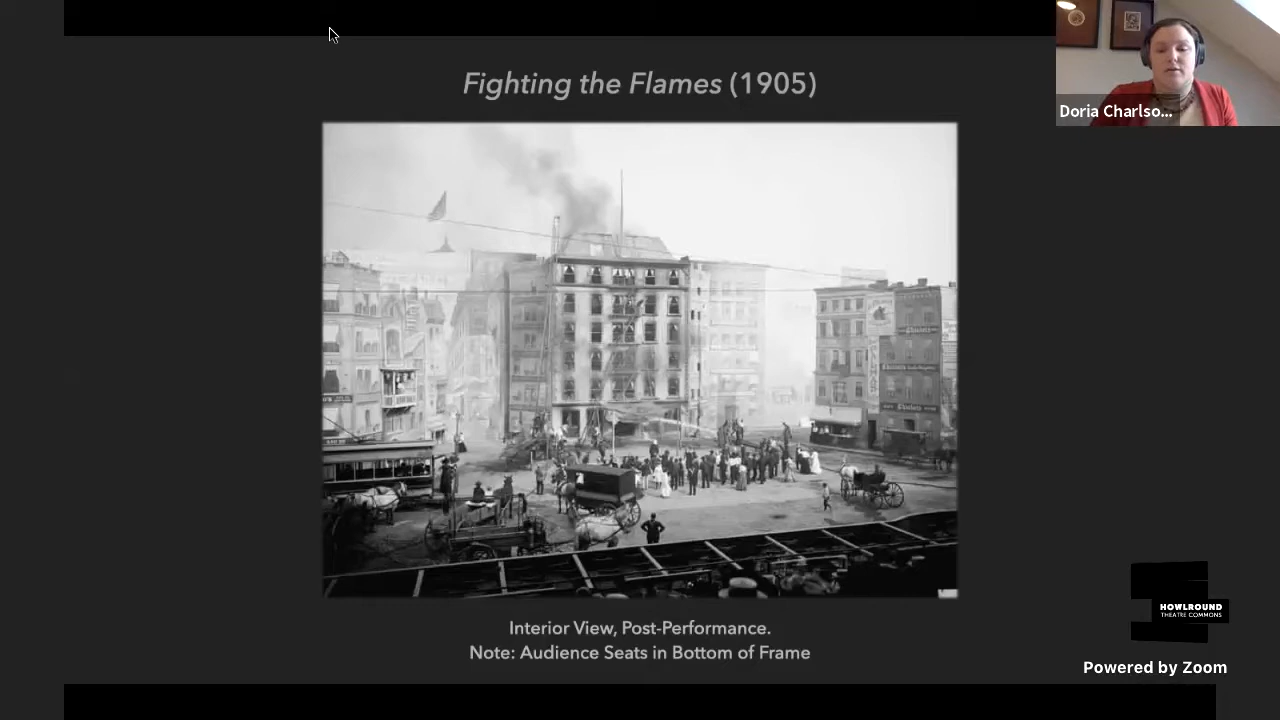 Fighting the Flames (1905)
Doria Charlso...
Interior View, Post-Performance.
Note: Audience Seats in Bottom of Frame
HOWLROUND
THEATRE COMMONS
Powered by Zoom